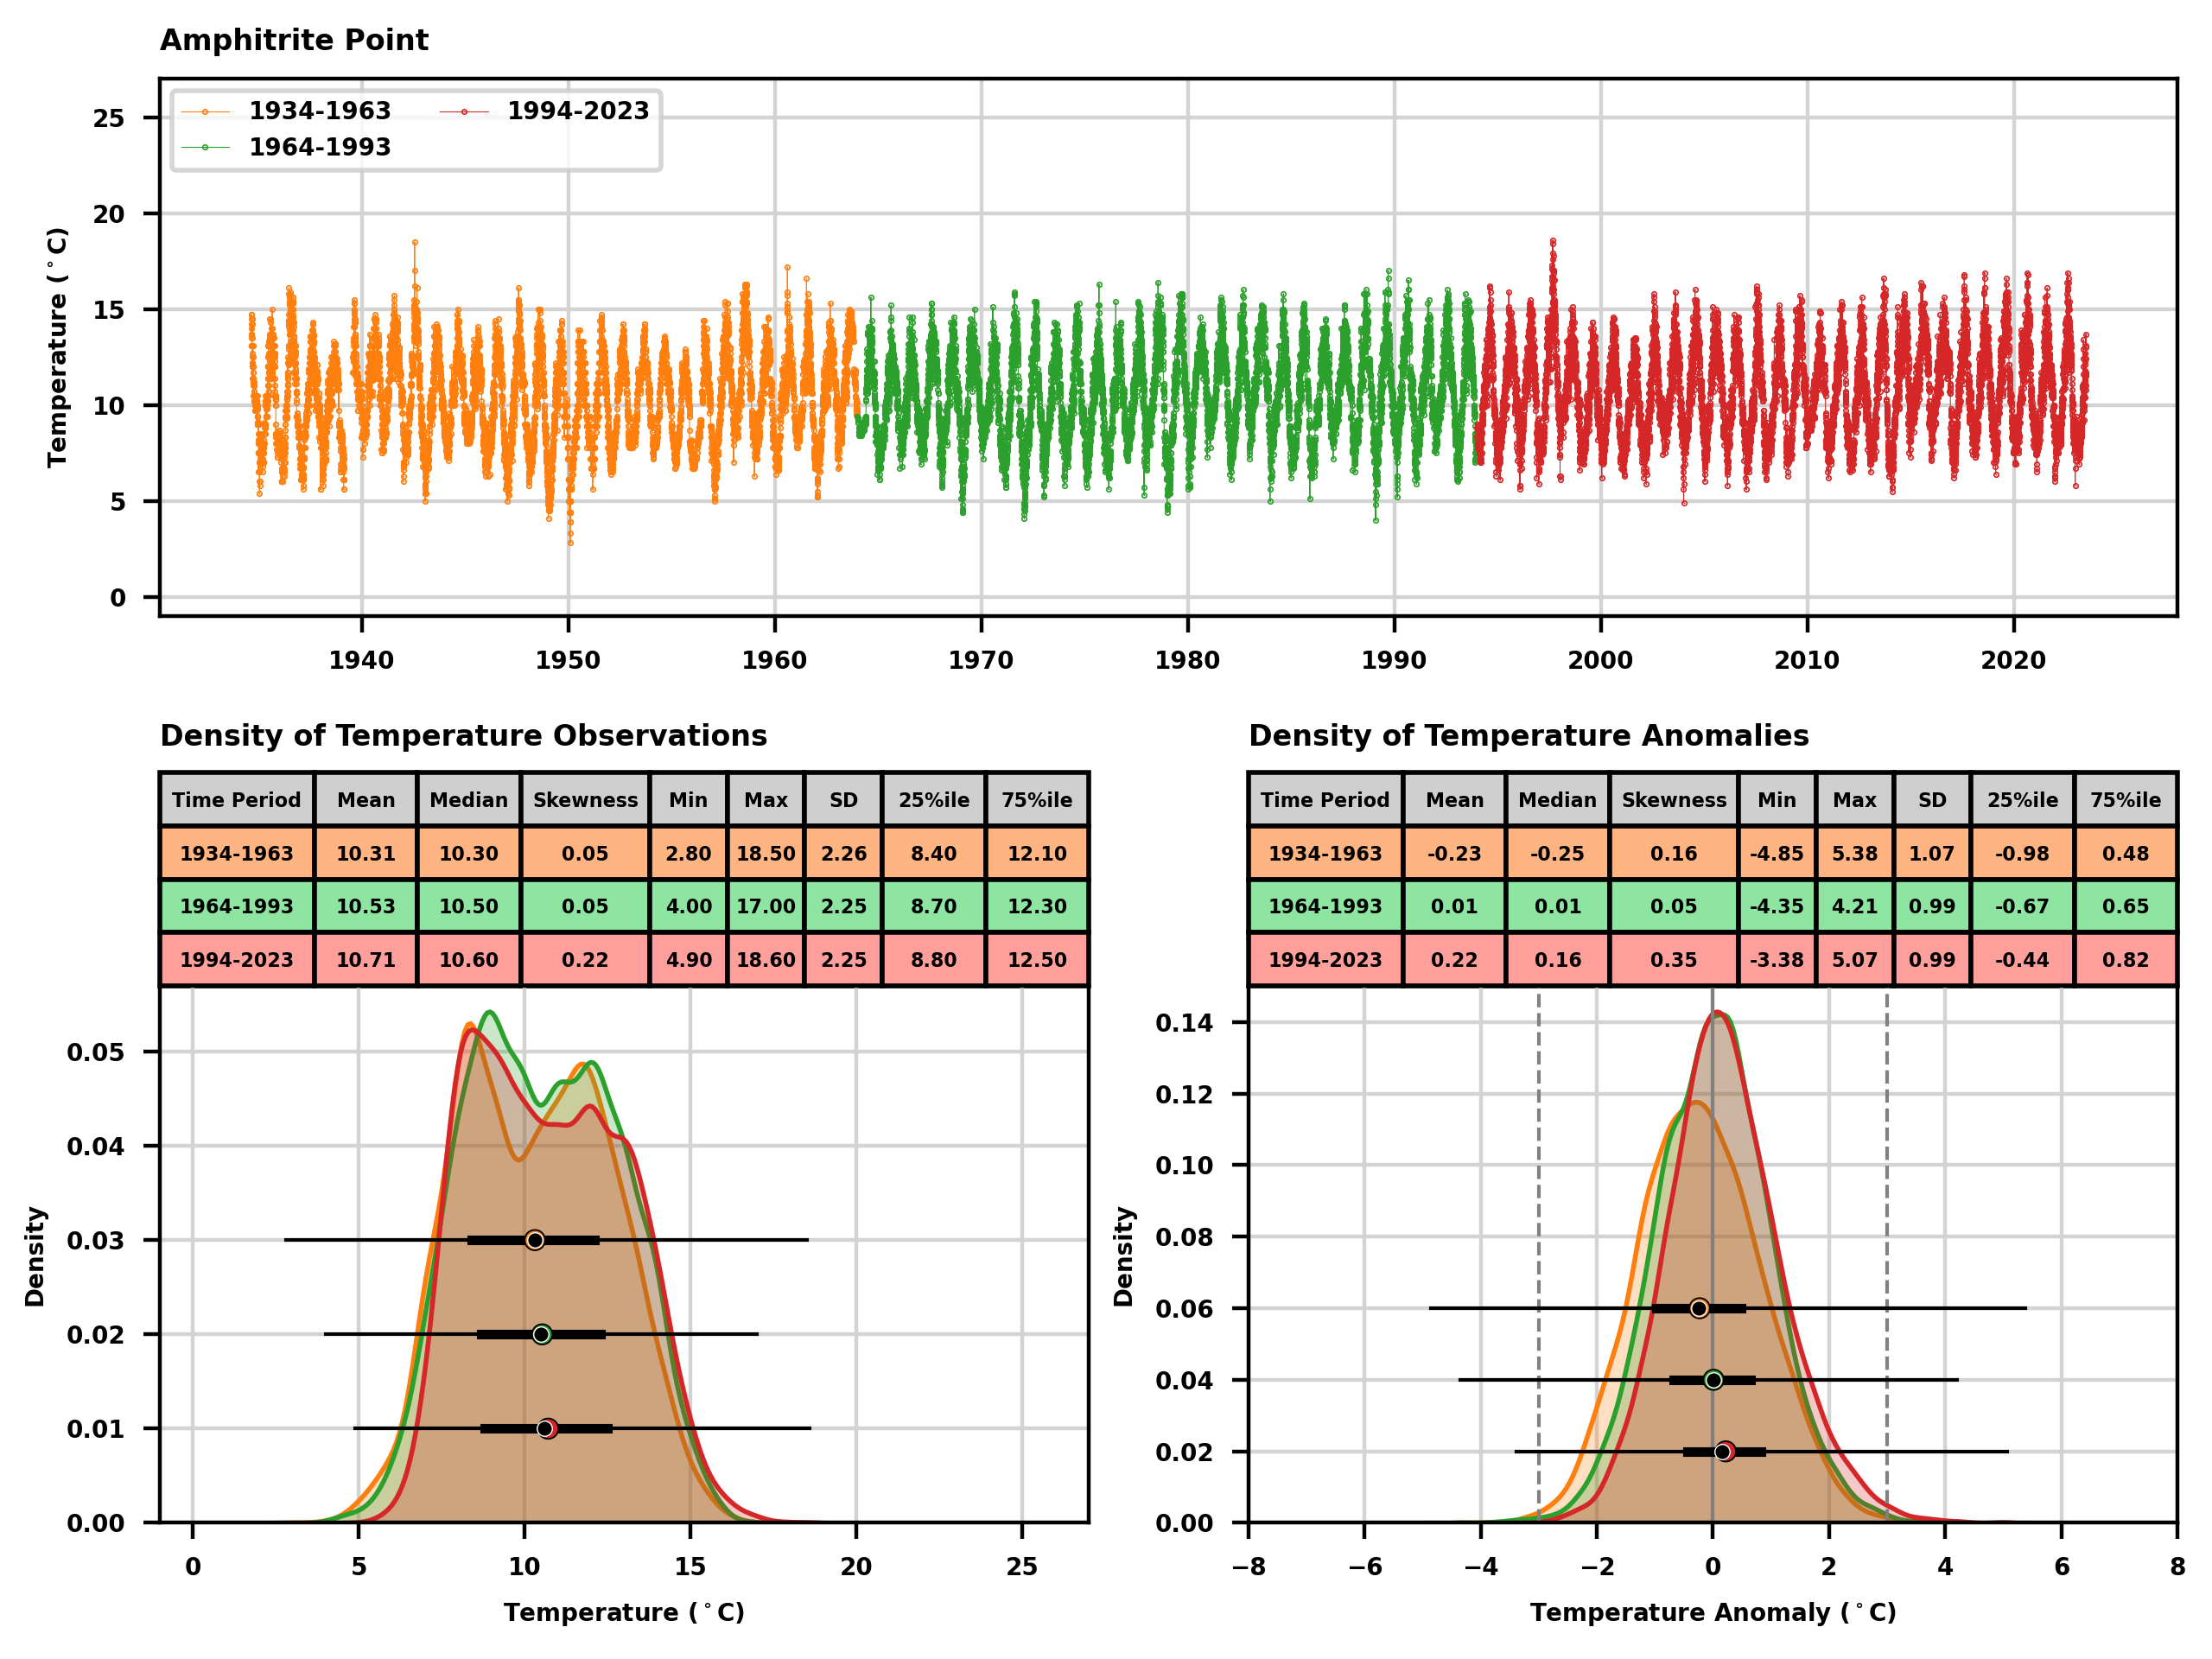 Amphitrite Point
1934-1963 1994-2023
1964-1993
Temperature (°C)
25
20
15
10
5
0
1940 1950 1960 1970 1980 1990 2000 2010 2020
Density of Temperature Observations
Time Period Mean Median Skewness Min Max SD 25%ile 75%ile
1934-1963 10.31 10.30 0.05 2.80 18.50 2.26 8.40 12.10
1964-1993 10.53 10.50 0.05 4.00 17.00 2.25 8.70 12.30
1994-2023 10.71 10.60 0.22 4.90 18.60 2.25 8.80 12.50
Density
0.05
0.04
0.03
0.02
0.01
0.00
0 5 10 15 20 25
Temperature (°C)
Density of Temperature Anomalies
Time Period Mean Median Skewness Min Max SD 25%ile 75%ile
1934-1963 -0.23 -0.25 0.16 -4.85 5.38 1.07 -0.98 0.48
1964-1993 0.01 0.01 0.05 -4.35 4.21 0.99 -0.67 0.65
1994-2023 0.22 0.16 0.35 -3.38 5.07 0.99 -0.44 0.82
Density
0.14
0.12
0.10
0.08
0.06
0.04
0.02
0.00
−8 −6 −4 −2 0 2 4 6 8
Temperature Anomaly (°C)